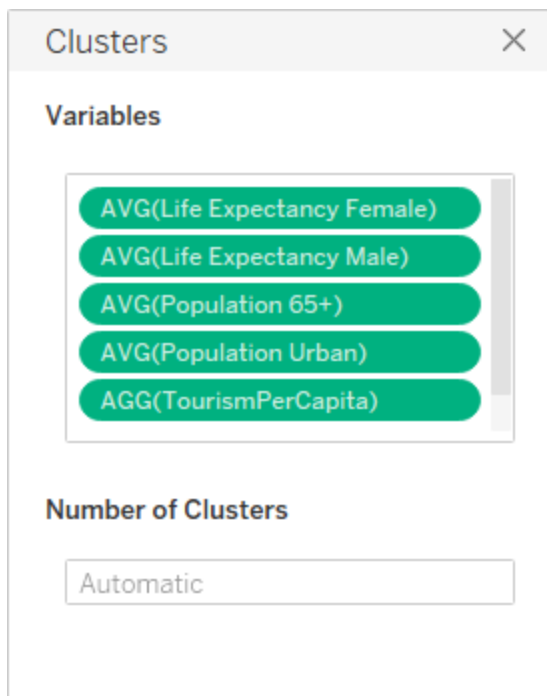 Clusters
Variables
AVG(Life Expectancy Female)
AVG(Life Expectancy Male)
AVG(Population 65+)
AVG(Population Urban)
AGG(TourismPerCapita)
Number of Clusters
Automatic